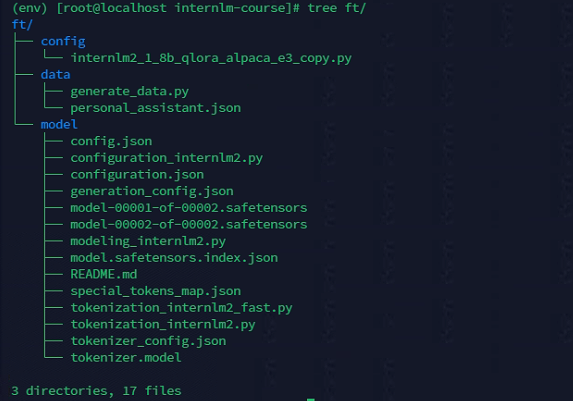 (env) [root@localhost internlm-course]# tree ft/
ft/
├── config
│   └── internlm2_1_8b_qlora_alpaca_e3_copy.py
├── data
│   ├── generate_data.py
│   └── personal_assistant.json
└── model
    ├── config.json
    ├── configuration_internlm2.py
    ├── configuration.json
    ├── generation_config.json
    ├── model-00001-of-00002.safetensors
    ├── model-00002-of-00002.safetensors
    ├── modeling_internlm2.py
    ├── model.safetensors.index.json
    ├── README.md
    ├── special_tokens_map.json
    ├── tokenization_internlm2_fast.py
    ├── tokenization_internlm2.py
    ├── tokenizer_config.json
    └── tokenizer.model

3 directories, 17 files